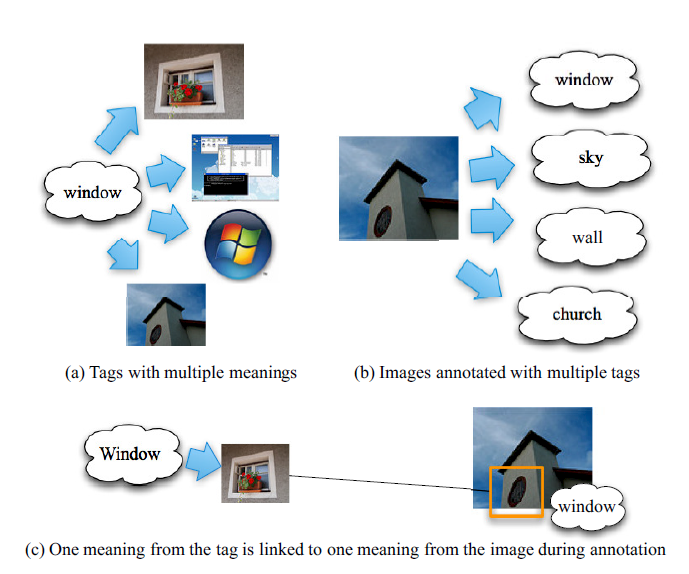 window
(a) Tags with multiple meanings
window
sky
wall
church
(b) Images annotated with multiple tags
Window
window
(c) One meaning from the tag is linked to one meaning from the image during annotation